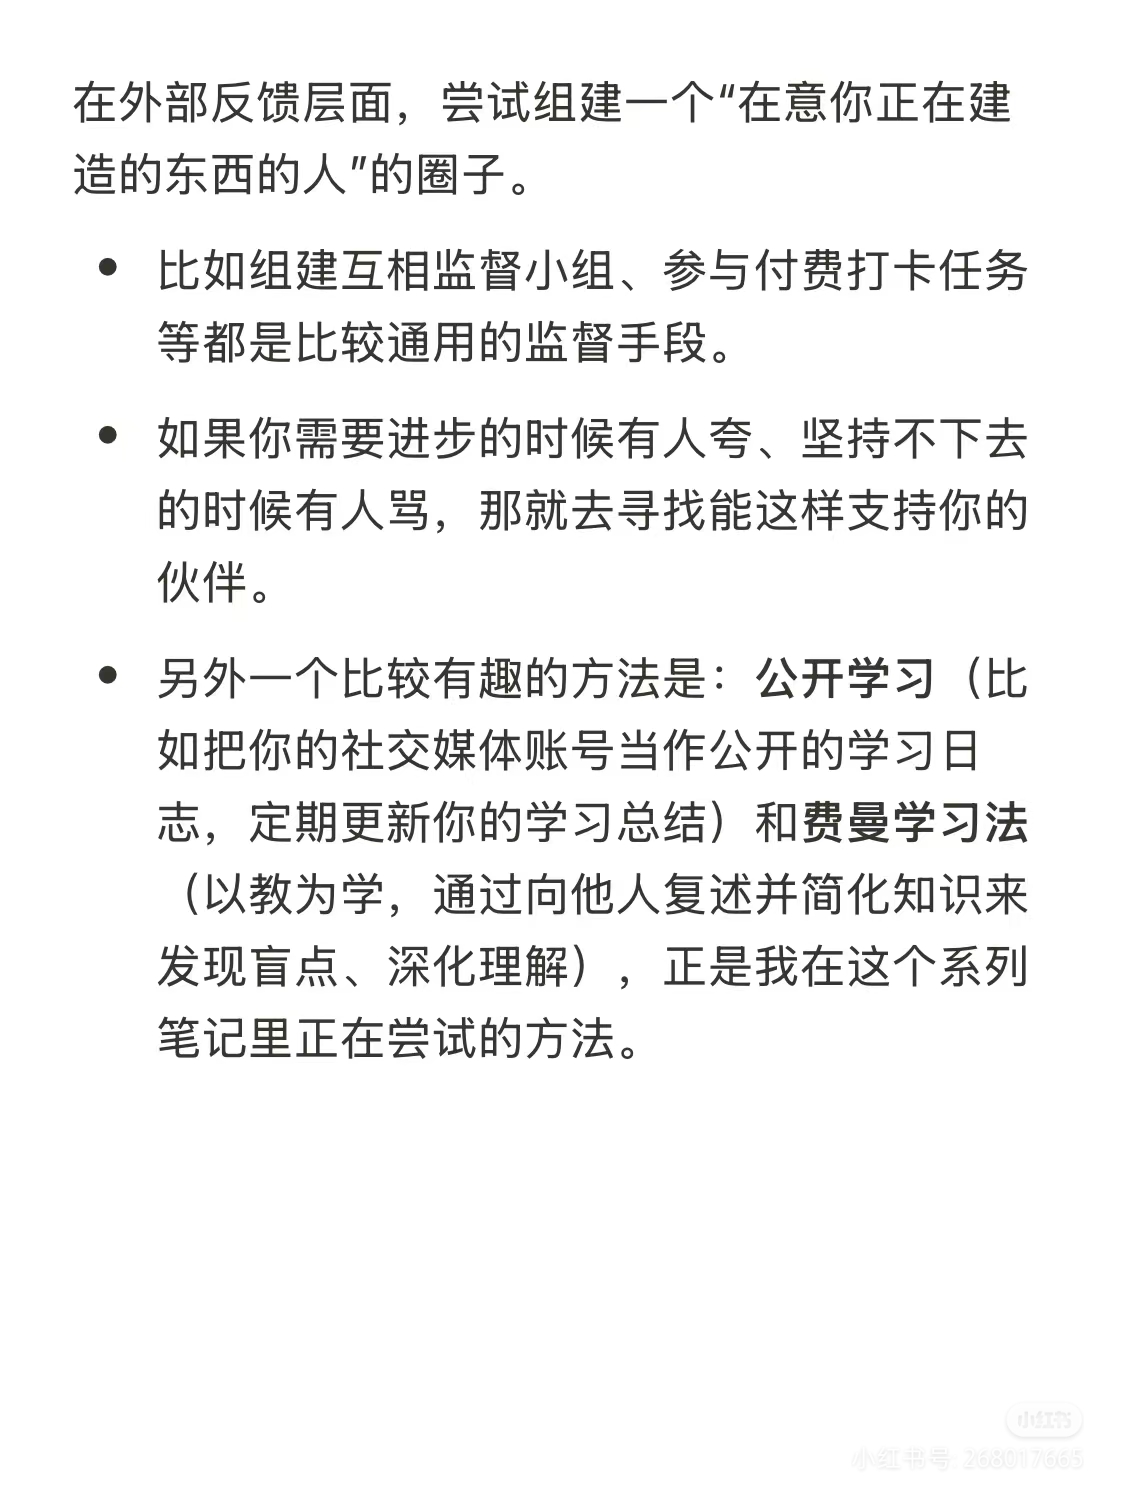 在外部反馈层面，尝试组建一个“在意你正在建
造的东西的人”的圈子。
• 比如组建互相监督小组、参与付费打卡任务
等都是比较通用的监督手段。
• 如果你需要进步的时候有人夸、坚持不下去
的时候有人骂，那就去寻找能这样支持你的
伙伴。
• 另外一个比较有趣的方法是：公开学习（比
如把你的社交媒体账号当作公开的学习日
志，定期更新你的学习总结）和费曼学习法
（以教为学，通过向他人复述并简化知识来
发现盲点、深化理解），正是我在这个系列
笔记里正在尝试的方法。
小红书
小红书号: 268017665